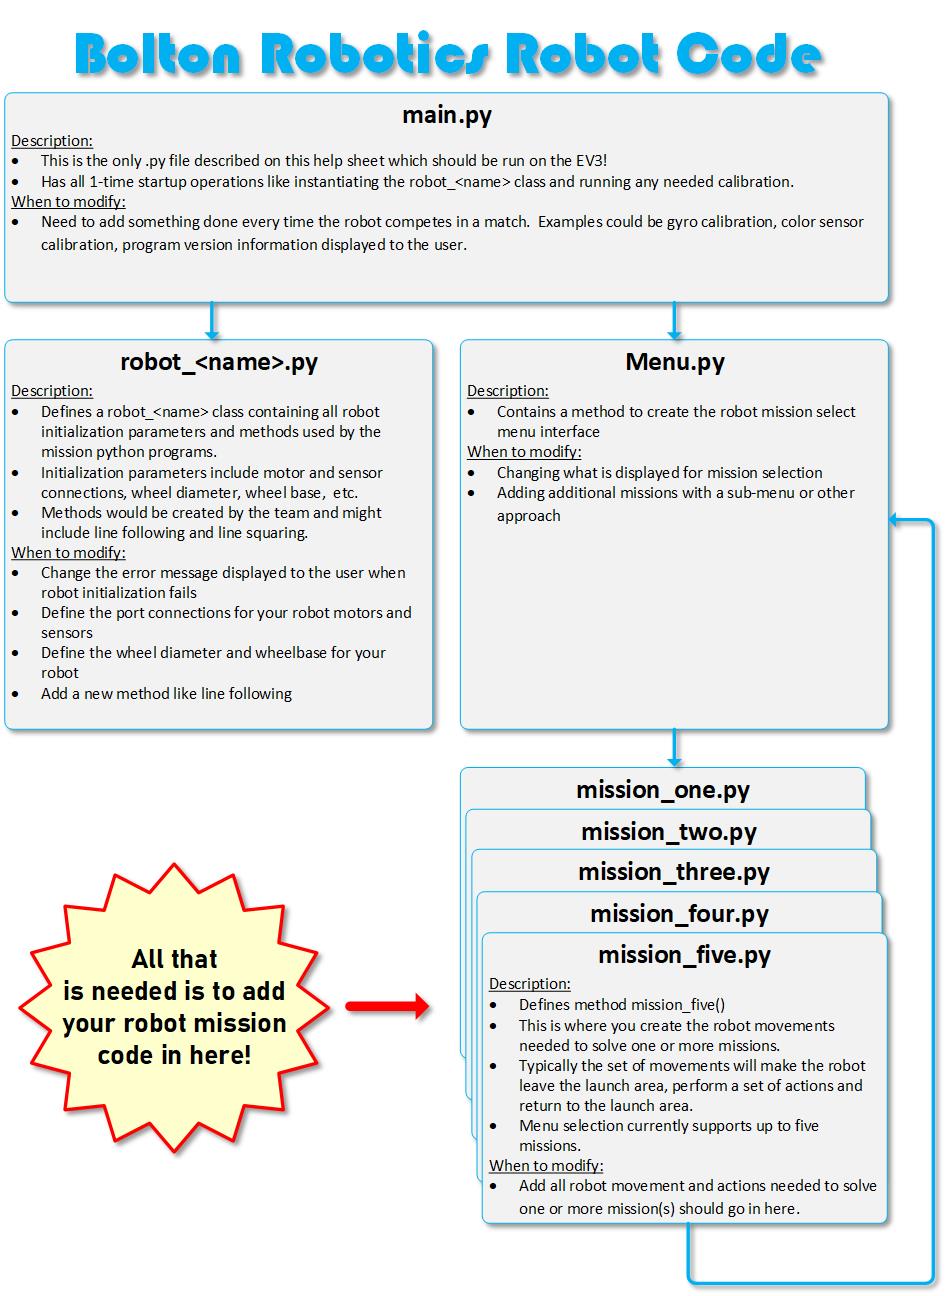 Bolton Robotics Robot Code
main.py
Description:
• This is the only .py file described on this help sheet which should be run on the EV3!
• Has all 1-time startup operations like instantiating the robot_<name> class and running any needed calibration.
When to modify:
• Need to add something done every time the robot competes in a match.  Examples could be gyro calibration, color sensor
calibration, program version information displayed to the user.
robot_<name>.py
Description:
• Defines a robot_<name> class containing all robot
initialization parameters and methods used by the
mission python programs.
• Initialization parameters include motor and sensor
connections, wheel diameter, wheel base,  etc.
• Methods would be created by the team and might
include line following and line squaring.
When to modify:
• Change the error message displayed to the user when
robot initialization fails
• Define the port connections for your robot motors and
sensors
• Define the wheel diameter and wheelbase for your
robot
• Add a new method like line following
Menu.py
Description:
• Contains a method to create the robot mission select
menu interface
When to modify:
• Changing what is displayed for mission selection
• Adding additional missions with a sub-menu or other
approach
mission_one.py
mission_two.py
mission_three.py
mission_four.py
mission_five.py
Description:
• Defines method mission_five()
• This is where you create the robot movements
needed to solve one or more missions.
• Typically the set of movements will make the robot
leave the launch area, perform a set of actions and
return to the launch area.
• Menu selection currently supports up to five
missions.
When to modify:
• Add all robot movement and actions needed to solve
one or more mission(s) should go in here.
All that
is needed is to add
your robot mission
code in here!